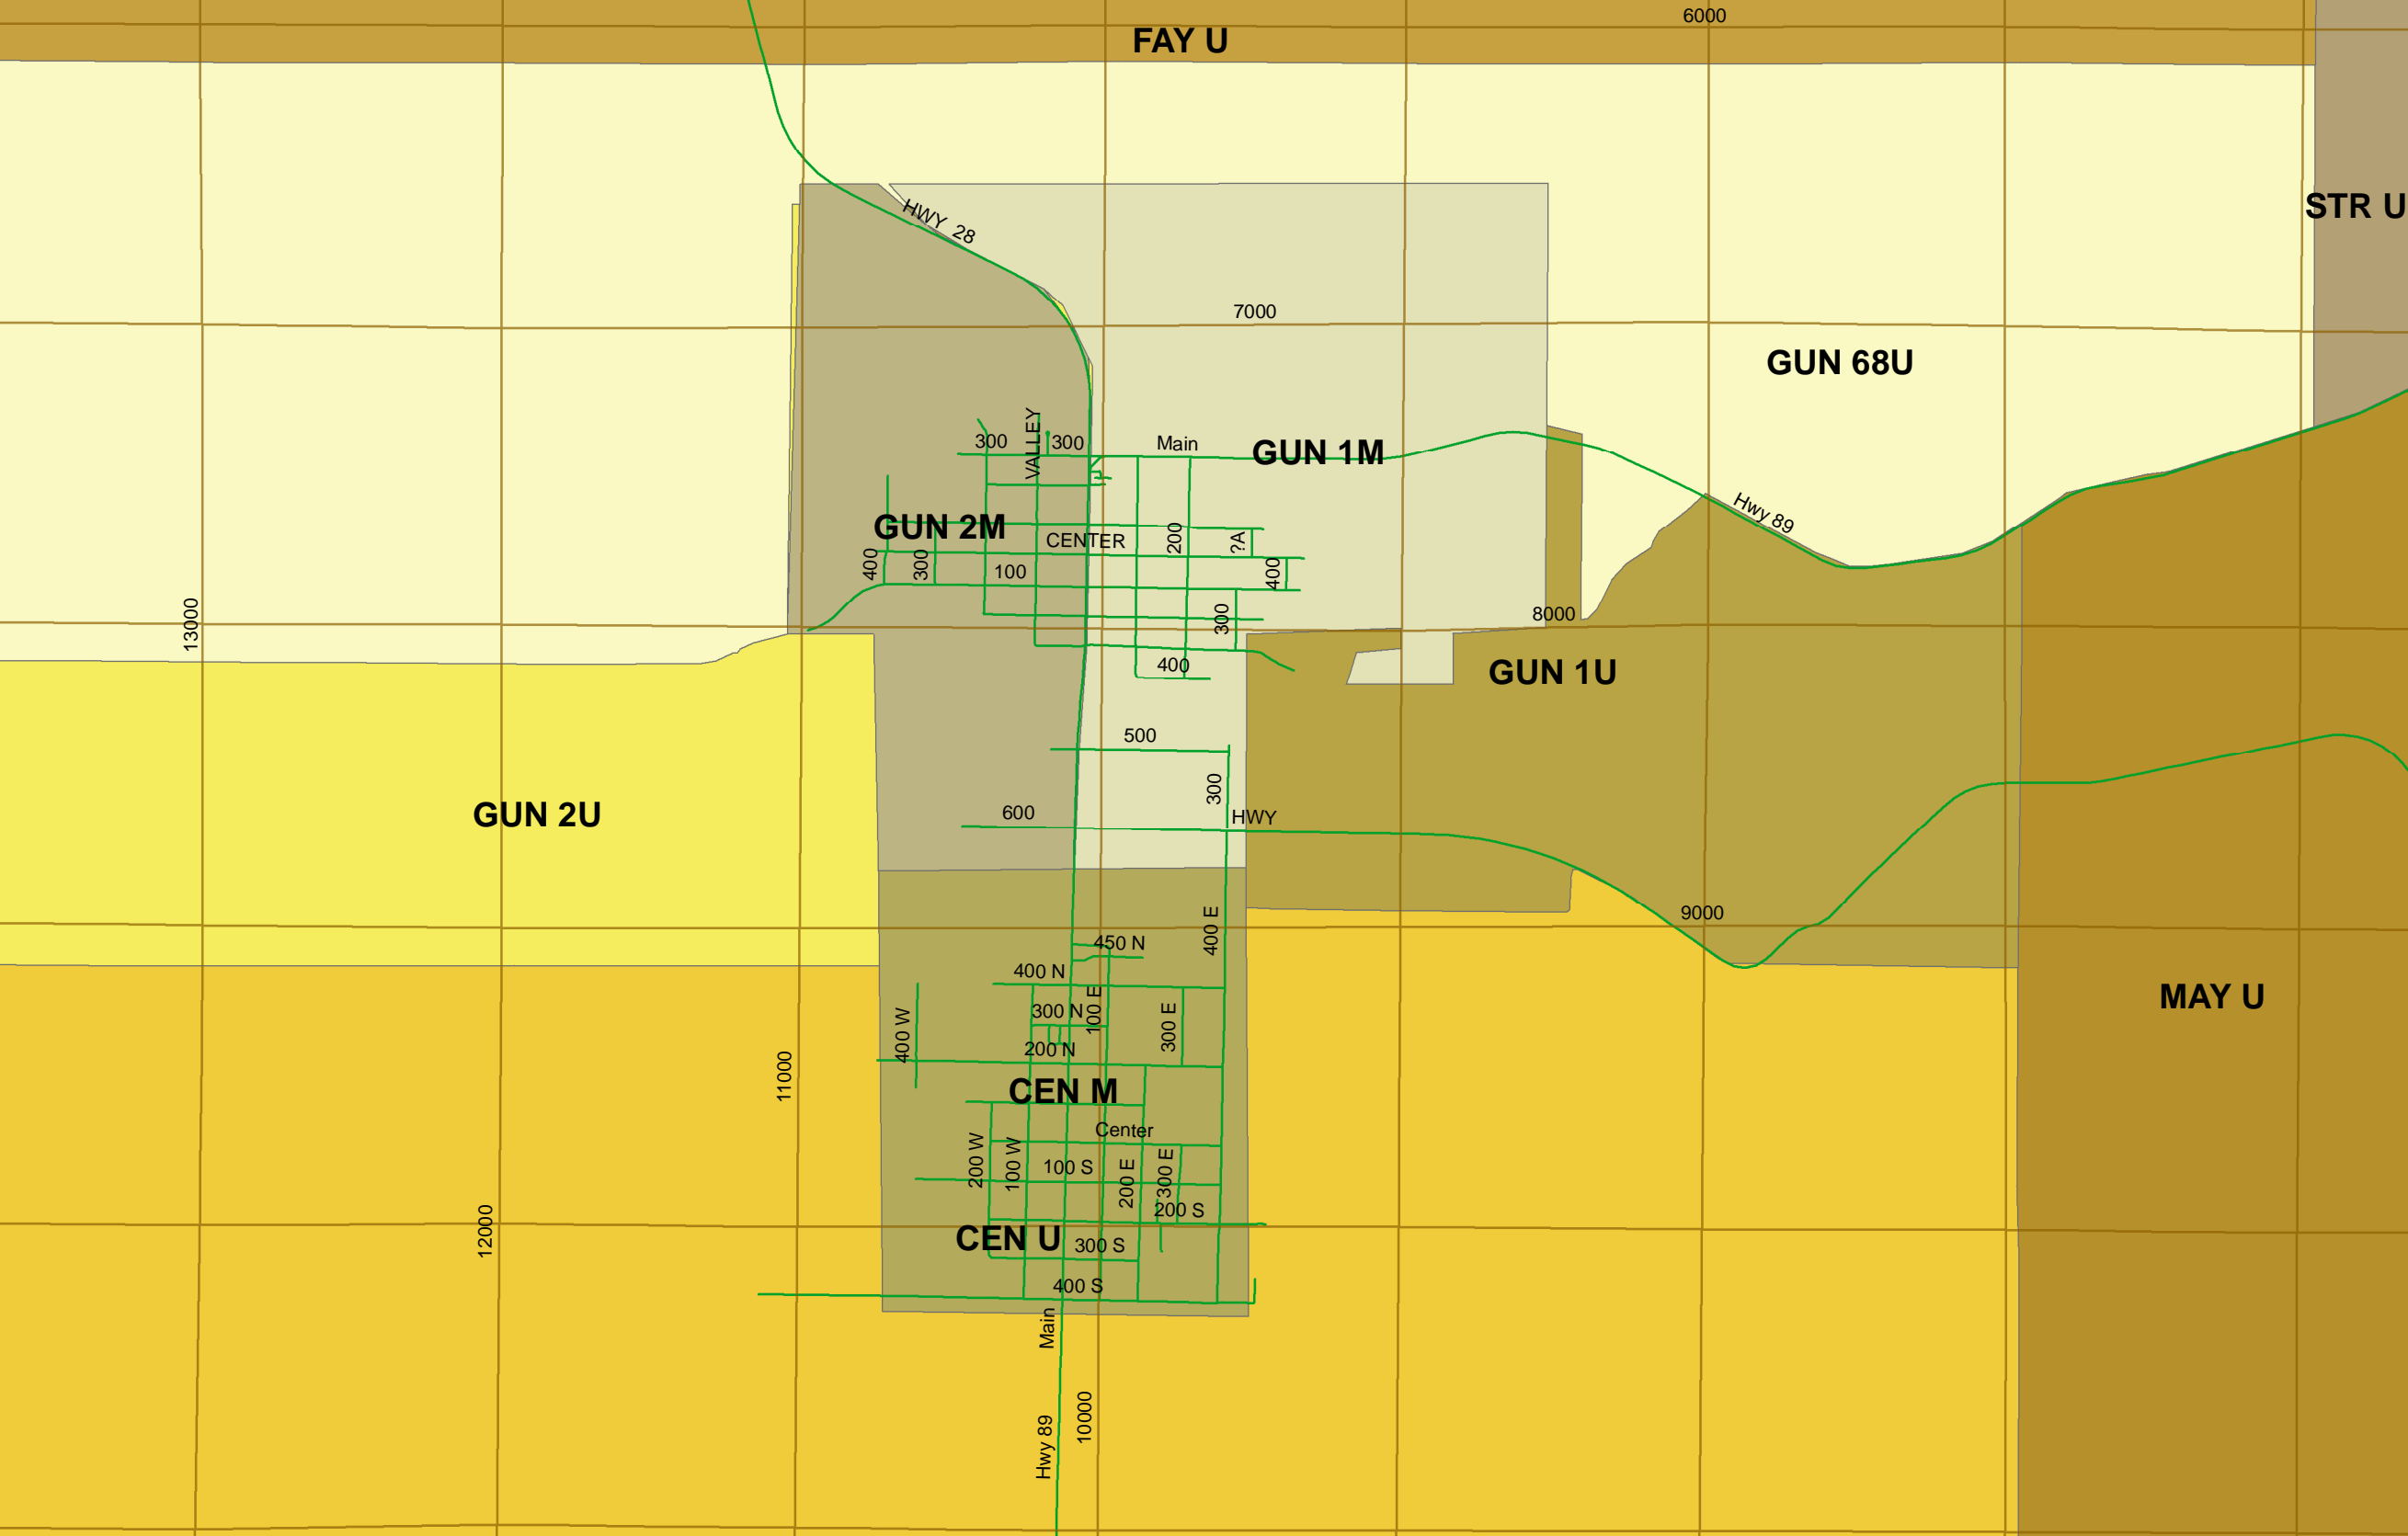 6000
FAY U
STR U
HWY 28
7000
GUN 68U
300
VALLEY
300
Main
GUN 1M
Hwy 89
GUN 2M
CENTER
200
?A
400
300
100
400
13000
300
8000
400
GUN 1U
500
300
GUN 2U
600
HWY
9000
400 E
450 N
400 N
MAY U
100 E
300 N
400 W
300 E
200 N
11000
CEN M
Center
200 W
100 W
100 S
200 E
300 E
200 S
12000
CEN U
300 S
400 S
Main
10000
Hwy 89